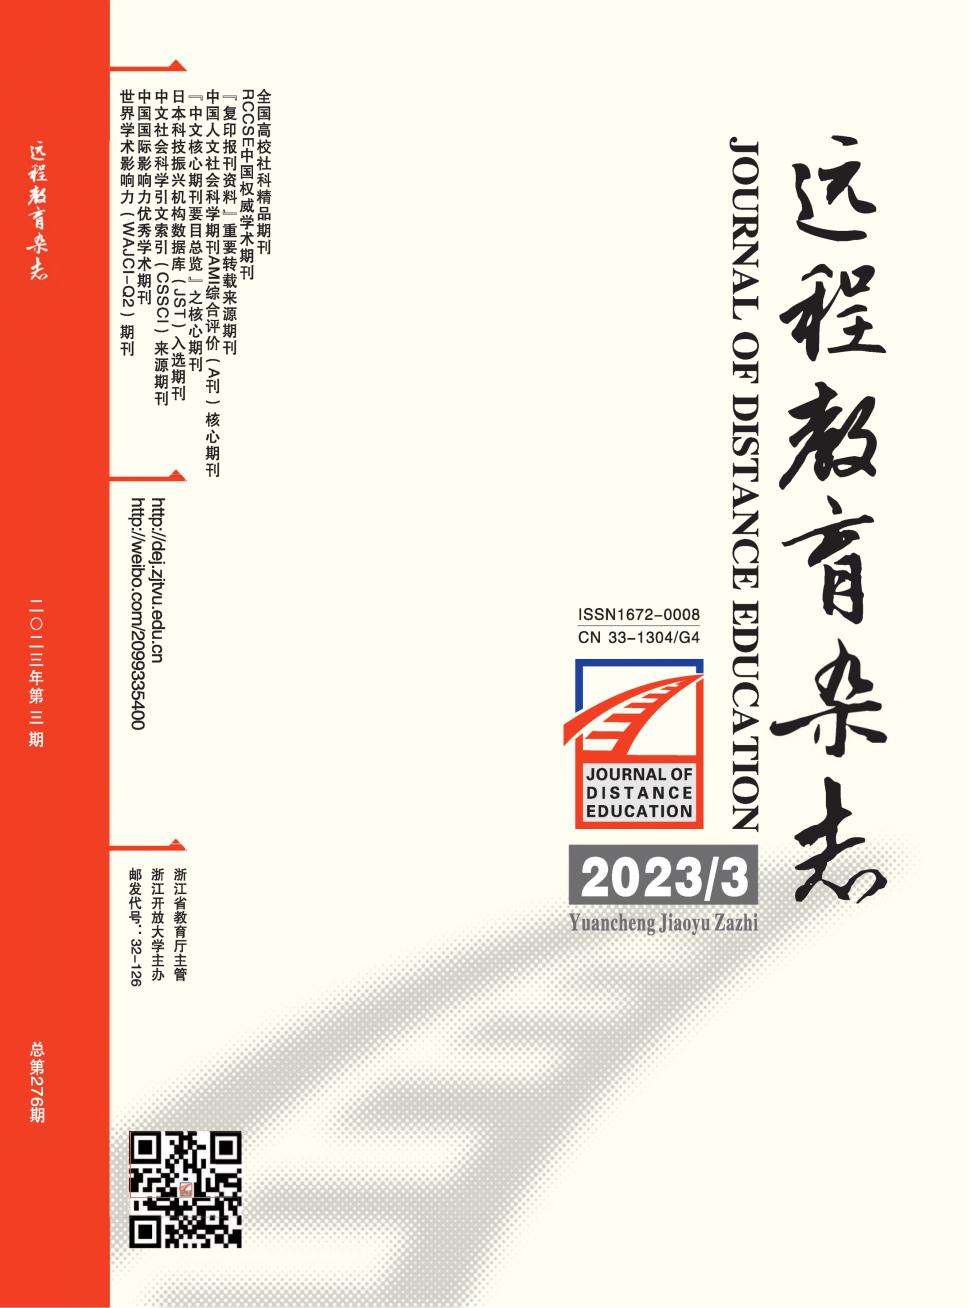 远程教育杂志
JOURNAL OF DISTANCE EDUCATION
ISSN1672-0008
CN 33-1304/G4
JOURNAL OF
DISTANCE
EDUCATION
2023/3
Yuancheng Jiaoyu Zazhi
全国高校社科精品期刊
RCCSE中国权威学术期刊
『复印报刊资料』重要转载来源期刊
中国人文社会科学期刊AMI综合评价(A刊)核心期刊
『中文核心期刊要目总览』之核心期刊
日本科技振兴机构数据库(JST)入选期刊
中文社会科学引文索引(CSSCI)来源期刊
中国国际影响力优秀学术期刊
世界学术影响力(WAJCI-Q2)期刊
http://dej.zjtvu.edu.cn
http://weibo.com/2099335400
浙江省教育厅主管
浙江开放大学主办
邮发代号:32-126
远程教育杂志
二〇二三年第三期
总第276期